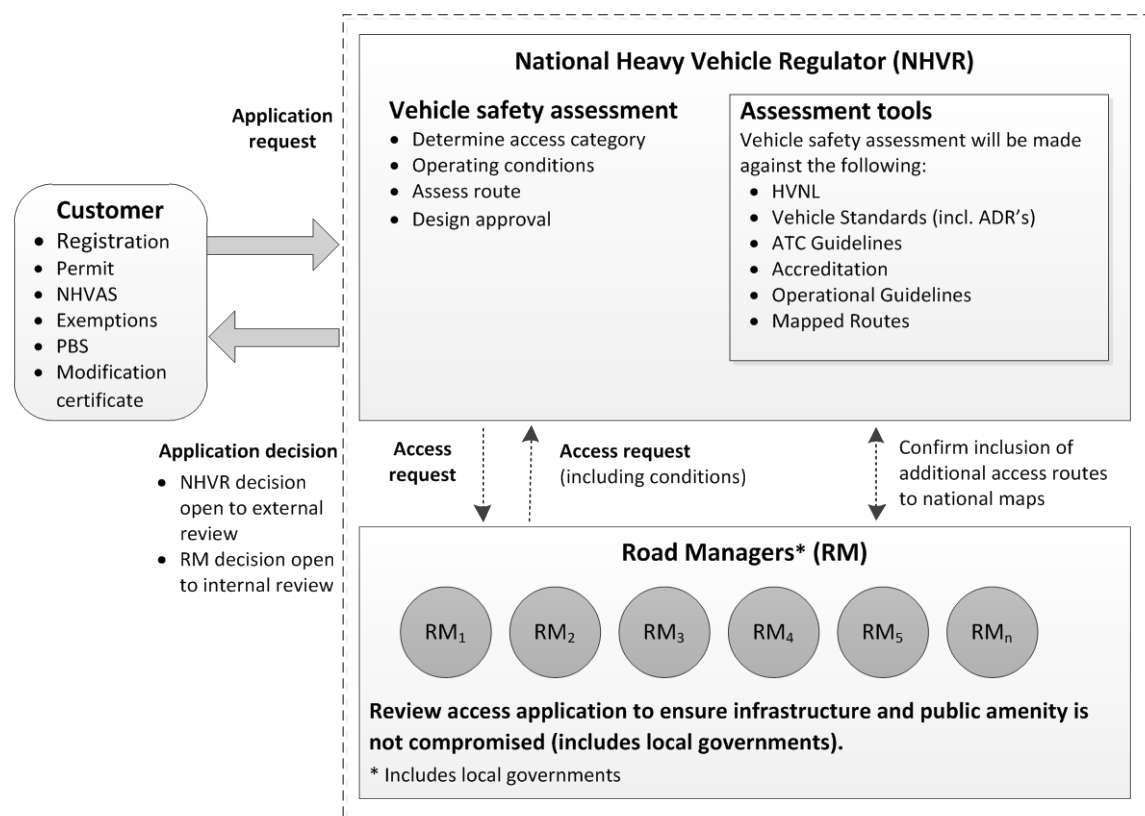 National Heavy Vehicle Regulator (NHVR)
Application
request
Customer
• Registration
• Permit
• NHVAS
• Exemptions
• PBS
• Modification
certificate
Vehicle safety assessment
• Determine access category
• Operating conditions
• Assess route
• Design approval
Assessment tools
Vehicle safety assessment will be made
against the following:
• HVNL
• Vehicle Standards (incl. ADR's)
• ATC Guidelines
• Accreditation
• Operational Guidelines
• Mapped Routes
Application decision
• NHVR decision
open to external
review
• RM decision open
to internal review
Access
request
Access request
(including conditions)
Confirm inclusion of
additional access routes
to national maps
Road Managers* (RM)
RM₁
RM₂
RM₃
RM₄
RM₅
RMₙ
Review access application to ensure infrastructure and public amenity is
not compromised (includes local governments).
* Includes local governments